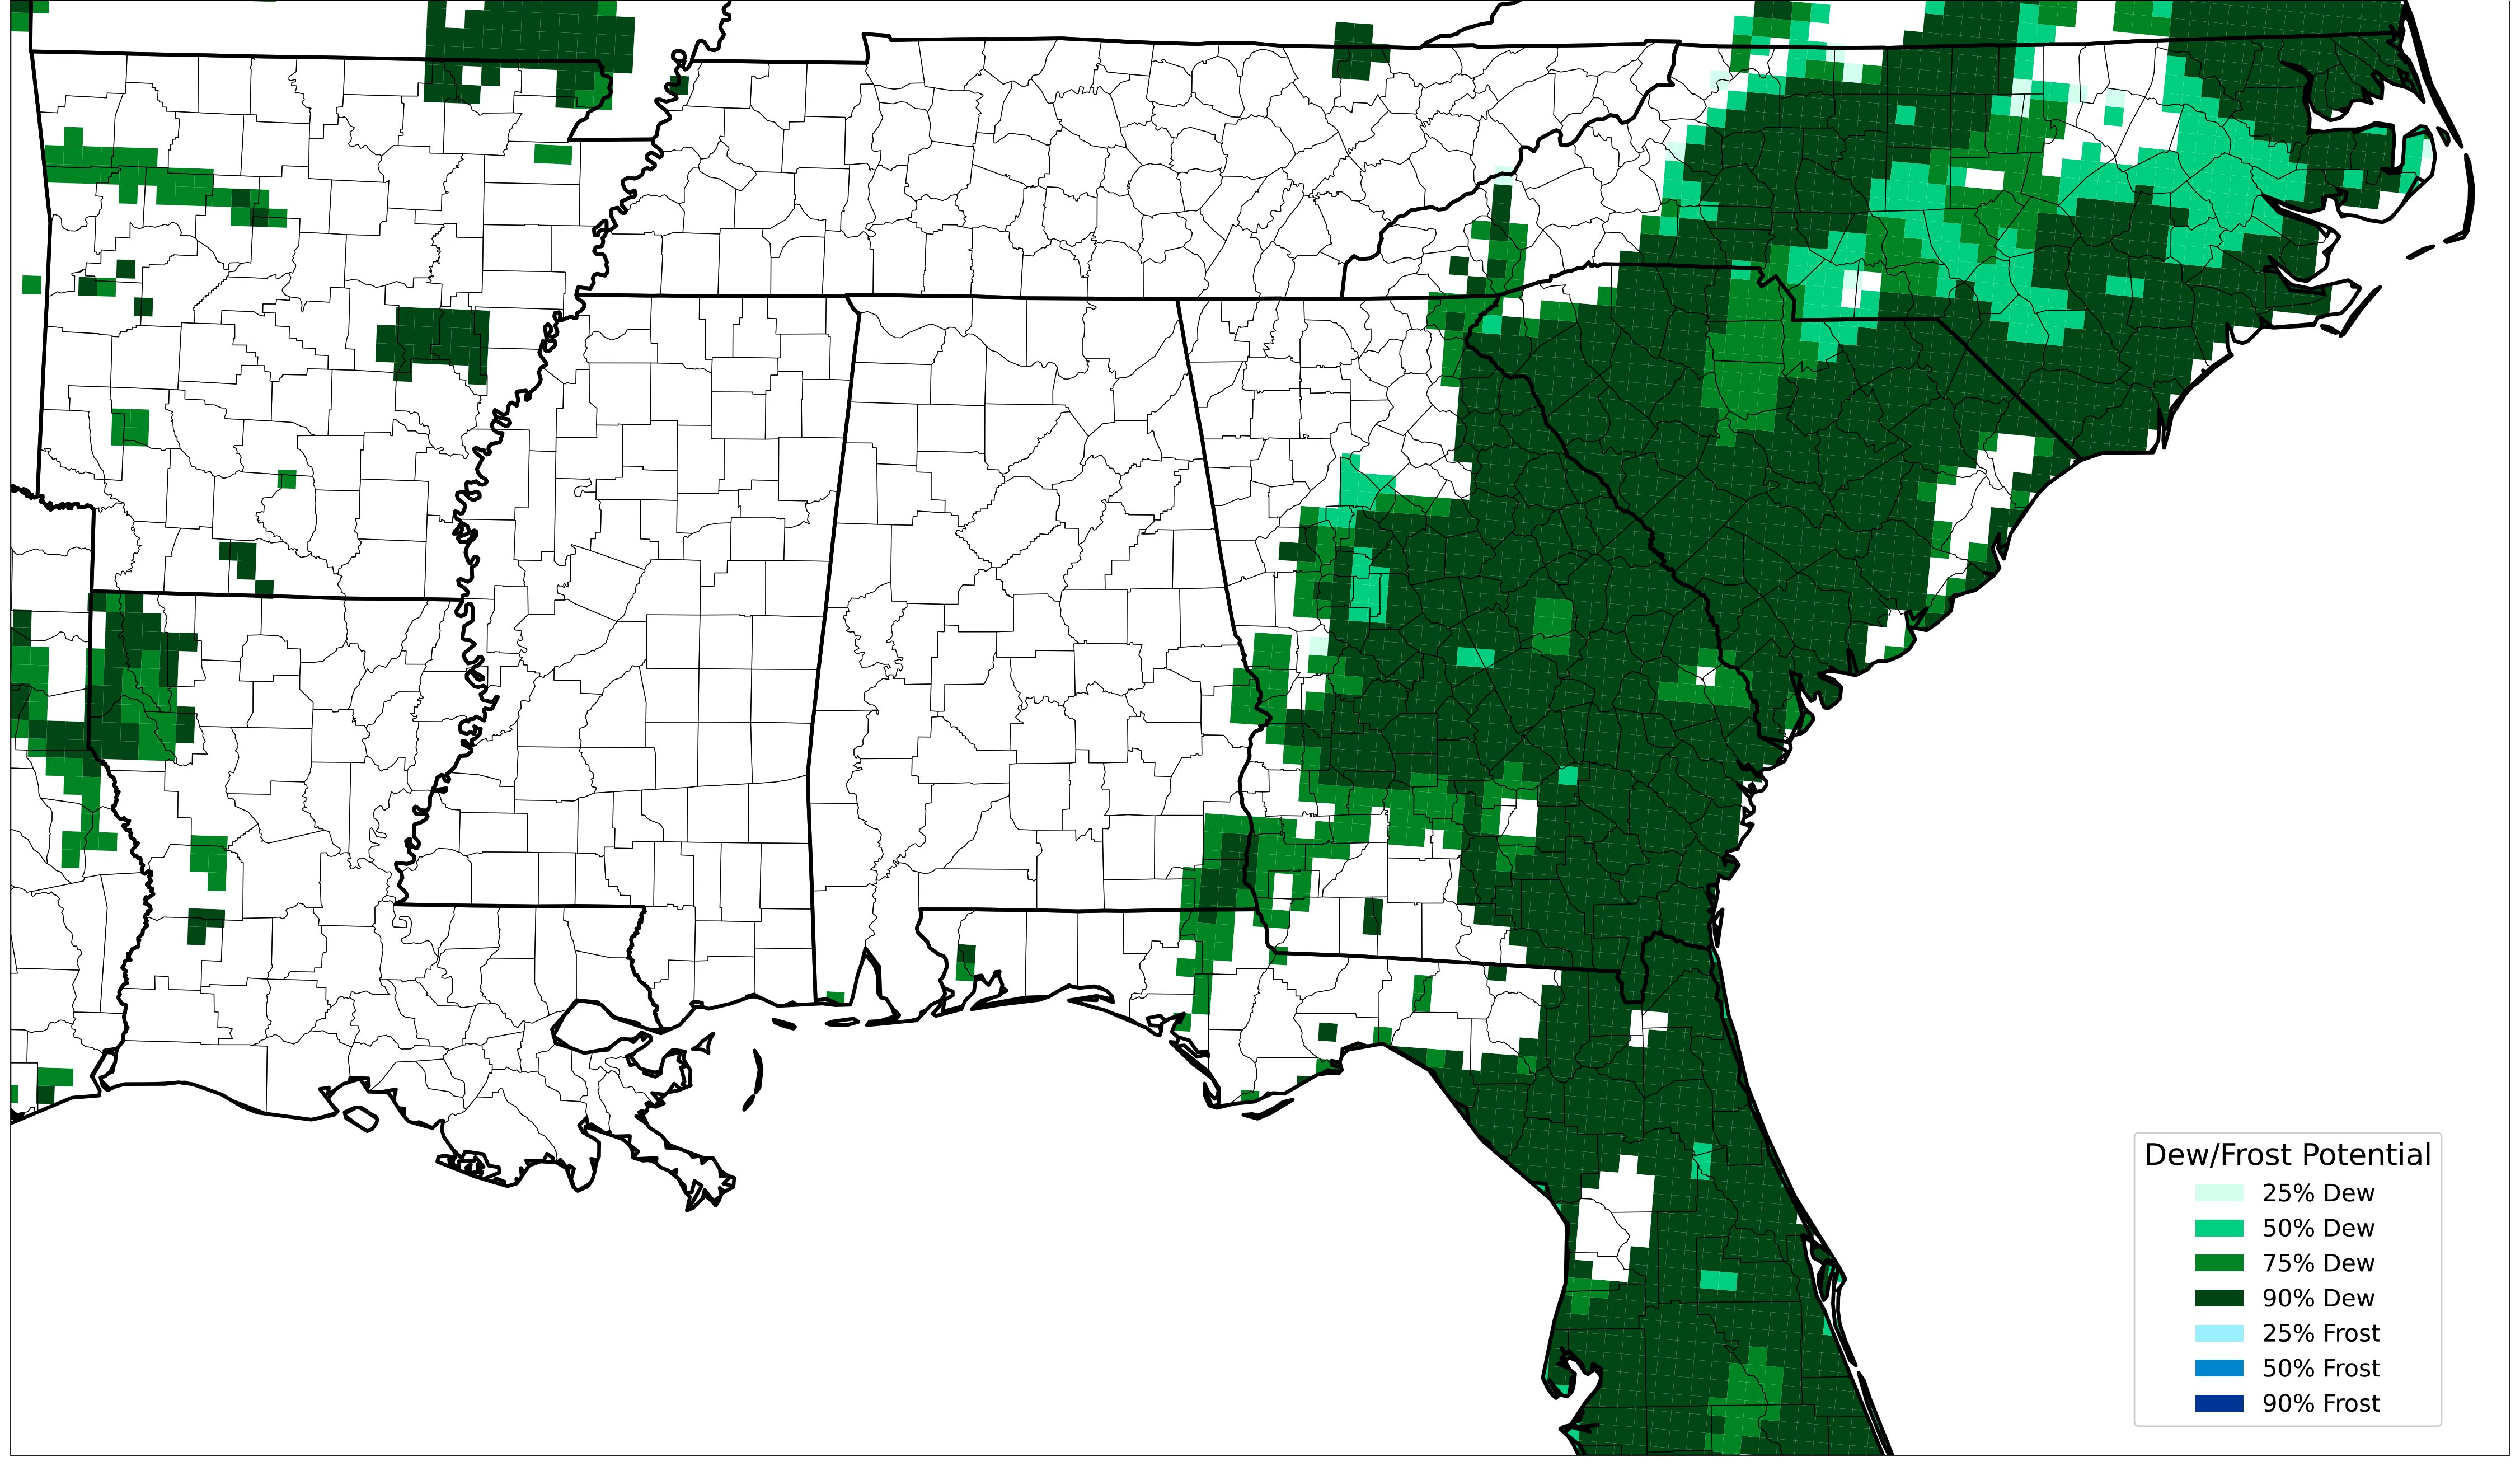 Dew/Frost Potential
25% Dew
50% Dew
75% Dew
90% Dew
25% Frost
50% Frost
90% Frost